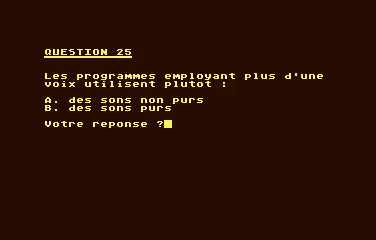 QUESTION 25
Les programmes employant plus d'une
voix utilisent plutot :
A. des sons non purs
B. des sons purs
Votre reponse ?